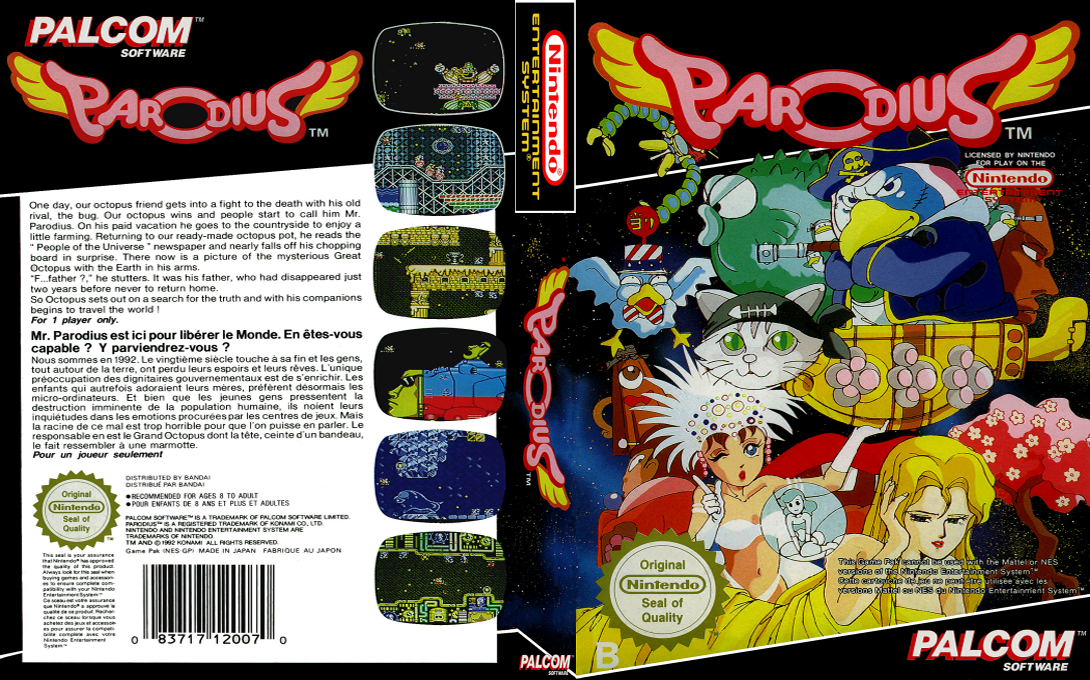 PALCOM TM
SOFTWARE
PARODIUS
TM
One day, our octopus friend gets into a fight to the death with his old
rival, the bug. Our octopus wins and people start to call him Mr.
Parodius. On his paid vacation he goes to the countryside to enjoy a
little farming. Returning to our ready-made octopus pot, he reads the
" People of the Universe " newspaper and nearly falls off his chopping
board in surprise. There now is a picture of the mysterious Great
Octopus with the Earth in his arms.
"F...father ?," he stutters. It was his father, who had disappeared just
two years before never to return home.
So Octopus sets out on a search for the truth and with his companions
begins to travel the world !
For 1 player only.
Mr. Parodius est ici pour libérer le Monde. En êtes-vous
capable ? Y parviendrez-vous ?
Nous sommes en 1992. Le vingtième siècle touche à sa fin et les gens,
tout autour de la terre, ont perdu leurs espoirs et leurs rêves. L'unique
préoccupation des dignitaires gouvernementaux est de s'enrichir. Les
enfants qui autrefois adoraient leurs mères, préfèrent désormais les
micro-ordinateurs. Et bien que les jeunes gens pressentent la
destruction imminente de la population humaine, ils noient leurs
inquiétudes dans les emotions procurées par les centres de jeu. Mais
la racine de ce mal est trop horrible pour que l'on puisse en parler. Le
responsable en est le Grand Octopus dont la tête, ceinte d'un bandeau,
le fait ressembler à une marmotte.
Pour un joueur seulement
Original
Nintendo
Seal of
Quality
TM
This seal is your assurance
that Nintendo® has approved
the quality of this product.
Always look for this seal when
buying games and accessori-
es to ensure complete com-
patibility with your Nintendo
Entertainment System™
Ce sceau est votre assurance
que Nintendo® a approuvé la
qualité de ce produit. Recher-
chez ce sceau lorsque vous
achetez des jeux et accessoi-
res pour assurer la compati-
bilité complète avec votre
Nintendo Entertainment
System™
DISTRIBUTED BY BANDAI
DISTRIBUÉ PAR BANDAI
●RECOMMENDED FOR AGES 8 TO ADULT
●POUR ENFANTS DE 8 ANS ET PLUS ET ADULTES
PALCOM SOFTWARE™ IS A TRADEMARK OF PALCOM SOFTWARE LIMITED.
PARODIUS™ IS A REGISTERED TRADEMARK OF KONAMI CO., LTD.
NINTENDO AND NINTENDO ENTERTAINMENT SYSTEM ARE
TRADEMARKS OF NINTENDO.
TM AND © 1992 KONAMI ALL RIGHTS RESERVED.
Game Pak (NES-GP) MADE IN JAPAN FABRIQUE AU JAPON
0 83717 12007 0
Nintendo®
ENTERTAINMENT
SYSTEM®
PARODIUS
TM
PALCOM
SOFTWARE
PARODIUS
TM
LICENSED BY NINTENDO
FOR PLAY ON THE
Nintendo
ENTERTAINMENT
SYSTEM
This Game Pak cannot be used with the Mattel or NES
versions of the Nintendo Entertainment System™
Cette cartouche de jeu ne peut être utilisée avec les
versions Mattel ou NES du Nintendo Entertainment System™
Original
Nintendo
Seal of
Quality
B
PALCOM TM
SOFTWARE